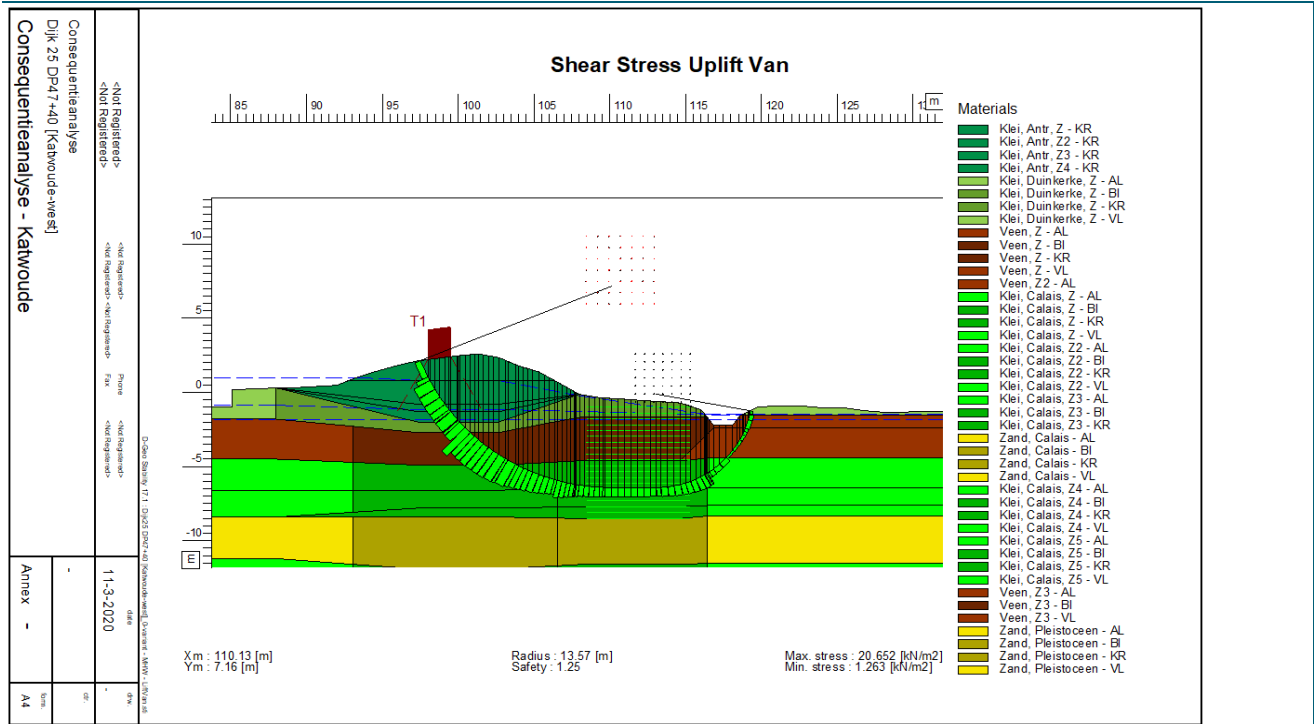 Shear Stress Uplift Van
85 90 95 100 105 110 115 120 125 m
10
5
0
-5
-10
m
T1
Materials
Klei, Antr, Z - KR
Klei, Antr, Z2 - KR
Klei, Antr, Z3 - KR
Klei, Antr, Z4 - KR
Klei, Duinkerke, Z - AL
Klei, Duinkerke, Z - BI
Klei, Duinkerke, Z - KR
Klei, Duinkerke, Z - VL
Veen, Z - AL
Veen, Z - BI
Veen, Z - KR
Veen, Z - VL
Veen, Z2 - AL
Klei, Calais, Z - AL
Klei, Calais, Z - BI
Klei, Calais, Z - KR
Klei, Calais, Z - VL
Klei, Calais, Z2 - AL
Klei, Calais, Z2 - BI
Klei, Calais, Z2 - KR
Klei, Calais, Z2 - VL
Klei, Calais, Z3 - AL
Klei, Calais, Z3 - BI
Klei, Calais, Z3 - KR
Zand, Calais - AL
Zand, Calais - BI
Zand, Calais - KR
Zand, Calais - VL
Klei, Calais, Z4 - AL
Klei, Calais, Z4 - BI
Klei, Calais, Z4 - KR
Klei, Calais, Z4 - VL
Klei, Calais, Z5 - AL
Klei, Calais, Z5 - BI
Klei, Calais, Z5 - KR
Klei, Calais, Z5 - VL
Veen, Z3 - AL
Veen, Z3 - BI
Veen, Z3 - VL
Zand, Pleistoceen - AL
Zand, Pleistoceen - BI
Zand, Pleistoceen - KR
Zand, Pleistoceen - VL
Xm : 110.13 [m]
Ym : 7.16 [m]
Radius : 13.57 [m]
Safety : 1.25
Max. stress : 20.652 [kN/m2]
Min. stress : 1.263 [kN/m2]
<Not Registered>
<Not Registered>
<Not Registered>
<Not Registered> <Not Registered>
Phone
Fax
<Not Registered>
<Not Registered>
Consequentieanalyse
Dijk 25 DP47+40 [Katwoude-west]
Consequentieanalyse - Katwoude
date
11-3-2020
drw.
-
ctr.
-
Annex -
form.
A4